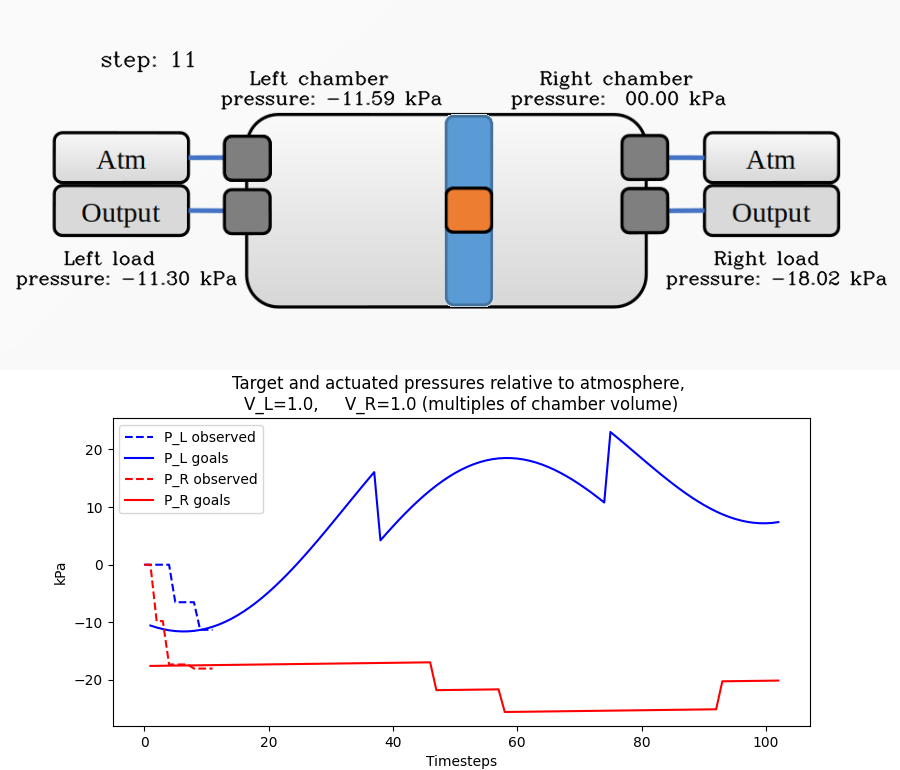 step: 11
Left chamber
pressure: −11.59 kPa
Right chamber
pressure: 00.00 kPa
Atm
Output
Atm
Output
Left load
pressure: −11.30 kPa
Right load
pressure: −18.02 kPa
Target and actuated pressures relative to atmosphere,
V_L=1.0, V_R=1.0 (multiples of chamber volume)
P_L observed
P_L goals
P_R observed
P_R goals
20
10
0
−10
−20
kPa
0 20 40 60 80 100
Timesteps